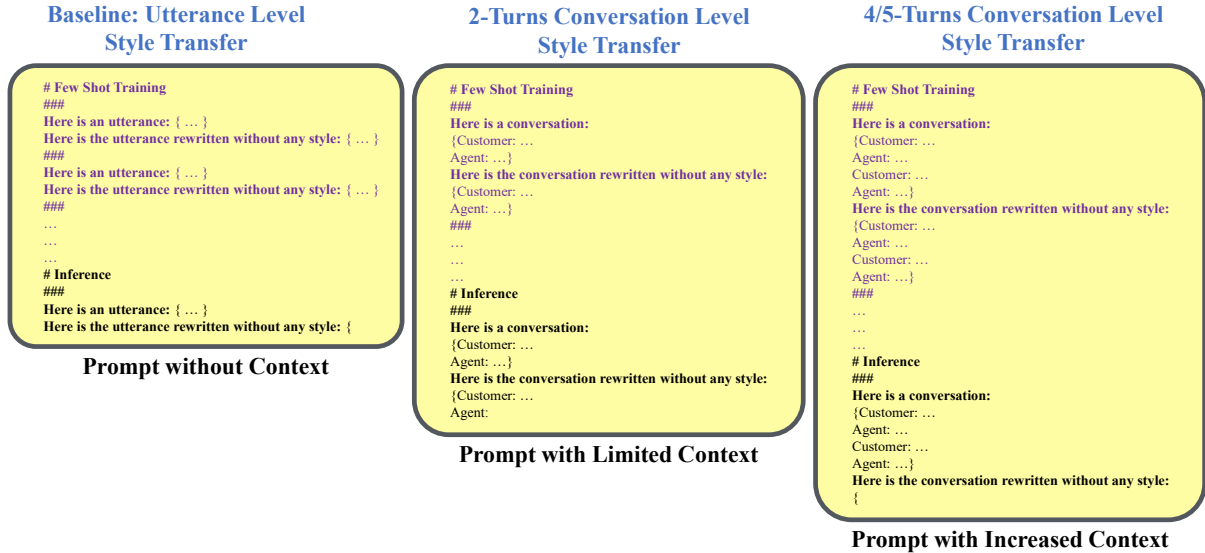 Baseline: Utterance Level
Style Transfer
# Few Shot Training
###
Here is an utterance: { … }
Here is the utterance rewritten without any style: { … }
###
Here is an utterance: { … }
Here is the utterance rewritten without any style: { … }
###
…
…
…
# Inference
###
Here is an utterance: { … }
Here is the utterance rewritten without any style: {
Prompt without Context
2-Turns Conversation Level
Style Transfer
# Few Shot Training
###
Here is a conversation:
{Customer: …
Agent: …}
Here is the conversation rewritten without any style:
{Customer: …
Agent: …}
###
…
…
…
# Inference
###
Here is a conversation:
{Customer: …
Agent: …}
Here is the conversation rewritten without any style:
{Customer: …
Agent:
Prompt with Limited Context
4/5-Turns Conversation Level
Style Transfer
# Few Shot Training
###
Here is a conversation:
{Customer: …
Agent: …
Customer: …
Agent: …}
Here is the conversation rewritten without any style:
{Customer: …
Agent: …
Customer: …
Agent: …}
###
…
…
…
# Inference
###
Here is a conversation:
{Customer: …
Agent: …
Customer: …
Agent: …}
Here is the conversation rewritten without any style:
{
Prompt with Increased Context